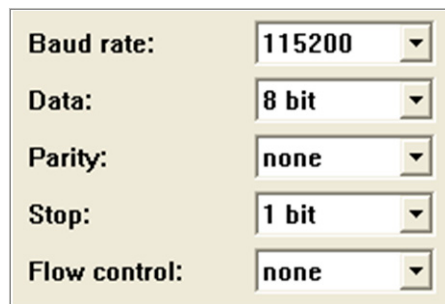 Baud rate: 115200
Data: 8 bit
Parity: none
Stop: 1 bit
Flow control: none